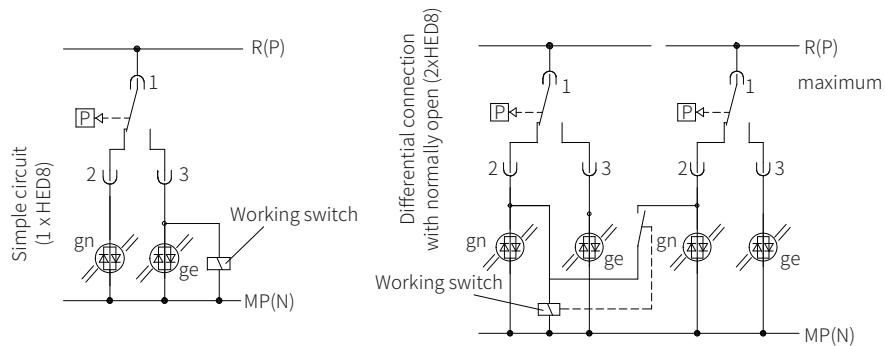 Simple circuit
(1 x HED8)
R(P)
1
P
2
3
gn
ge
Working switch
MP(N)
Differential connection
with normally open (2xHED8)
R(P)
maximum
1
P
1
P
2
3
2
3
gn
ge
gn
ge
Working switch
MP(N)